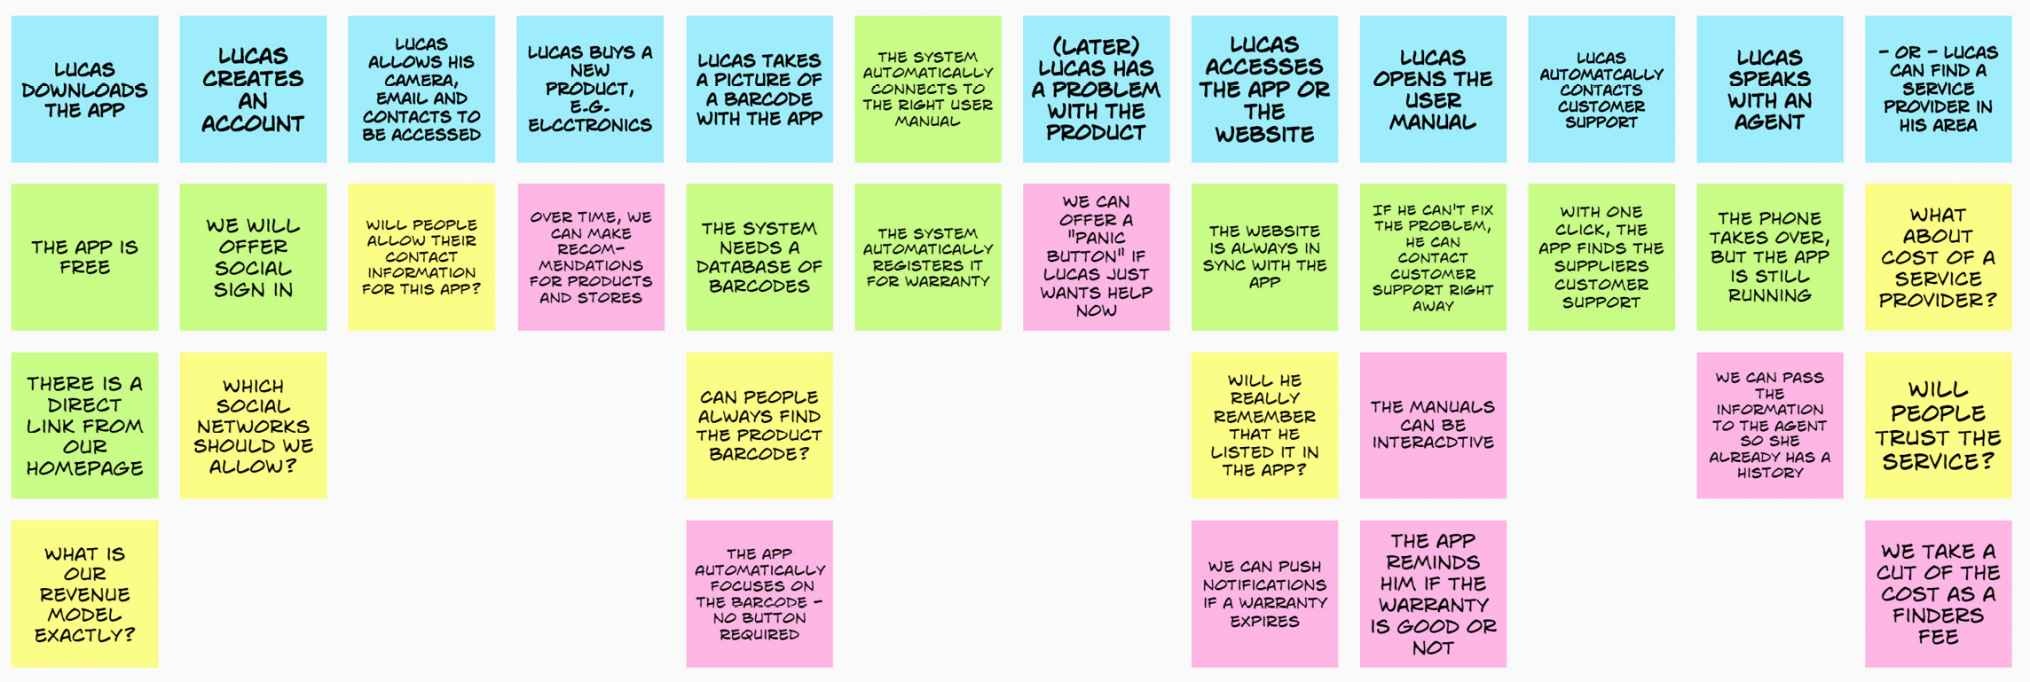 LUCAS
DOWNLOADS
THE APP
LUCAS
CREATES
AN
ACCOUNT
LUCAS
ALLOWS HIS
CAMERA,
EMAIL AND
CONTACTS TO
BE ACCESSED
LUCAS BUYS A
NEW
PRODUCT,
E.G.
ELCCTRONICS
LUCAS TAKES
A PICTURE OF
A BARCODE
WITH THE APP
THE SYSTEM
AUTOMATICALLY
CONNECTS TO
THE RIGHT USER
MANUAL
(LATER)
LUCAS HAS
A PROBLEM
WITH THE
PRODUCT
LUCAS
ACCESSES
THE APP OR
THE
WEBSITE
LUCAS
OPENS THE
USER
MANUAL
LUCAS
AUTOMATCALLY
CONTACTS
CUSTOMER
SUPPORT
LUCAS
SPEAKS
WITH AN
AGENT
- OR - LUCAS
CAN FIND A
SERVICE
PROVIDER IN
HIS AREA
THE APP IS
FREE
WE WILL
OFFER
SOCIAL
SIGN IN
WILL PEOPLE
ALLOW THEIR
CONTACT
INFORMATION
FOR THIS APP?
OVER TIME, WE
CAN MAKE
RECOM-
MENDATIONS
FOR PRODUCTS
AND STORES
THE SYSTEM
NEEDS A
DATABASE OF
BARCODES
THE SYSTEM
AUTOMATICALLY
REGISTERS IT
FOR WARRANTY
WE CAN
OFFER A
"PANIC
BUTTON" IF
LUCAS JUST
WANTS HELP
NOW
THE WEBSITE
IS ALWAYS IN
SYNC WITH THE
APP
IF HE CAN'T FIX
THE PROBLEM,
HE CAN
CONTACT
CUSTOMER
SUPPORT RIGHT
AWAY
WITH ONE
CLICK, THE
APP FINDS THE
SUPPLIERS
CUSTOMER
SUPPORT
THE PHONE
TAKES OVER,
BUT THE APP
IS STILL
RUNNING
WHAT
ABOUT
COST OF A
SERVICE
PROVIDER?
THERE IS A
DIRECT
LINK FROM
OUR
HOMEPAGE
WHICH
SOCIAL
NETWORKS
SHOULD WE
ALLOW?
CAN PEOPLE
ALWAYS FIND
THE PRODUCT
BARCODE?
WILL HE
REALLY
REMEMBER
THAT HE
LISTED IT IN
THE APP?
THE MANUALS
CAN BE
INTERACDTIVE
WE CAN PASS
THE
INFORMATION
TO THE AGENT
SO SHE
ALREADY HAS A
HISTORY
WILL
PEOPLE
TRUST THE
SERVICE?
WHAT IS
OUR
REVENUE
MODEL
EXACTLY?
THE APP
AUTOMATICALLY
FOCUSES ON
THE BARCODE -
NO BUTTON
REQUIRED
WE CAN PUSH
NOTIFICATIONS
IF A WARRANTY
EXPIRES
THE APP
REMINDS
HIM IF THE
WARRANTY
IS GOOD OR
NOT
WE TAKE A
CUT OF THE
COST AS A
FINDERS
FEE